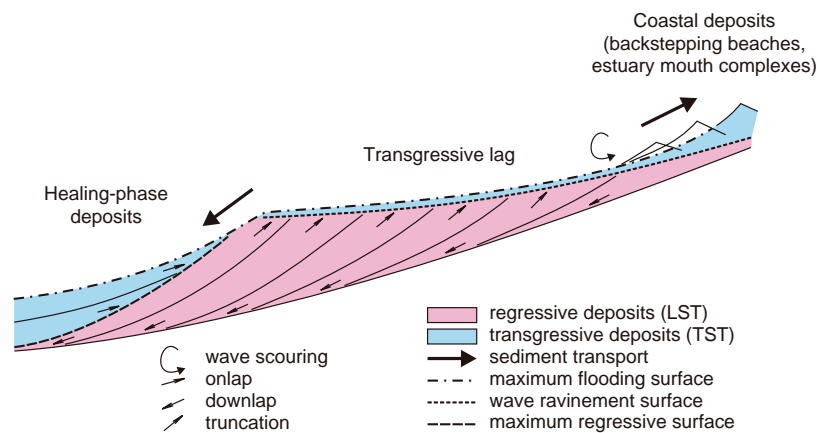 Coastal deposits
(backstepping beaches,
estuary mouth complexes)
Transgressive lag
Healing-phase
deposits
wave scouring
onlap
downlap
truncation
regressive deposits (LST)
transgressive deposits (TST)
sediment transport
maximum flooding surface
wave ravinement surface
maximum regressive surface